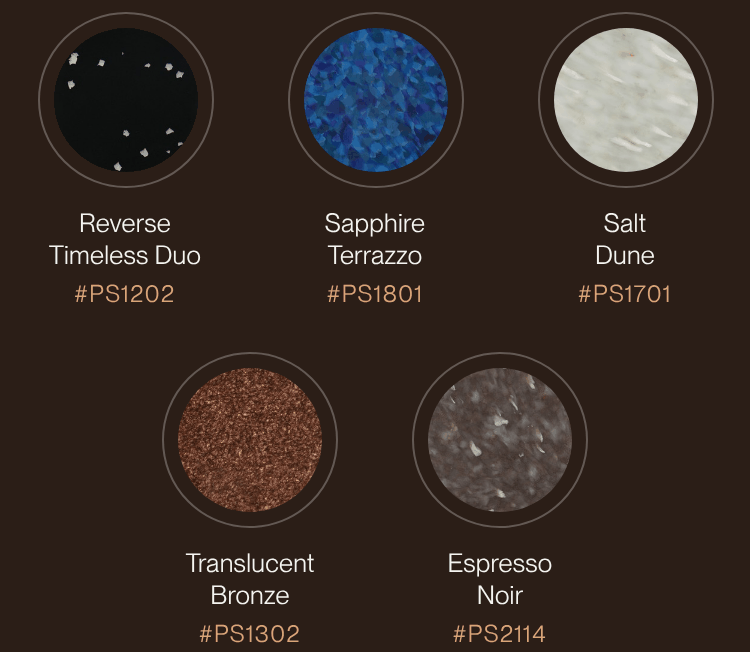 Reverse
Timeless Duo
#PS1202
Sapphire
Terrazzo
#PS1801
Salt
Dune
#PS1701
Translucent
Bronze
#PS1302
Espresso
Noir
#PS2114